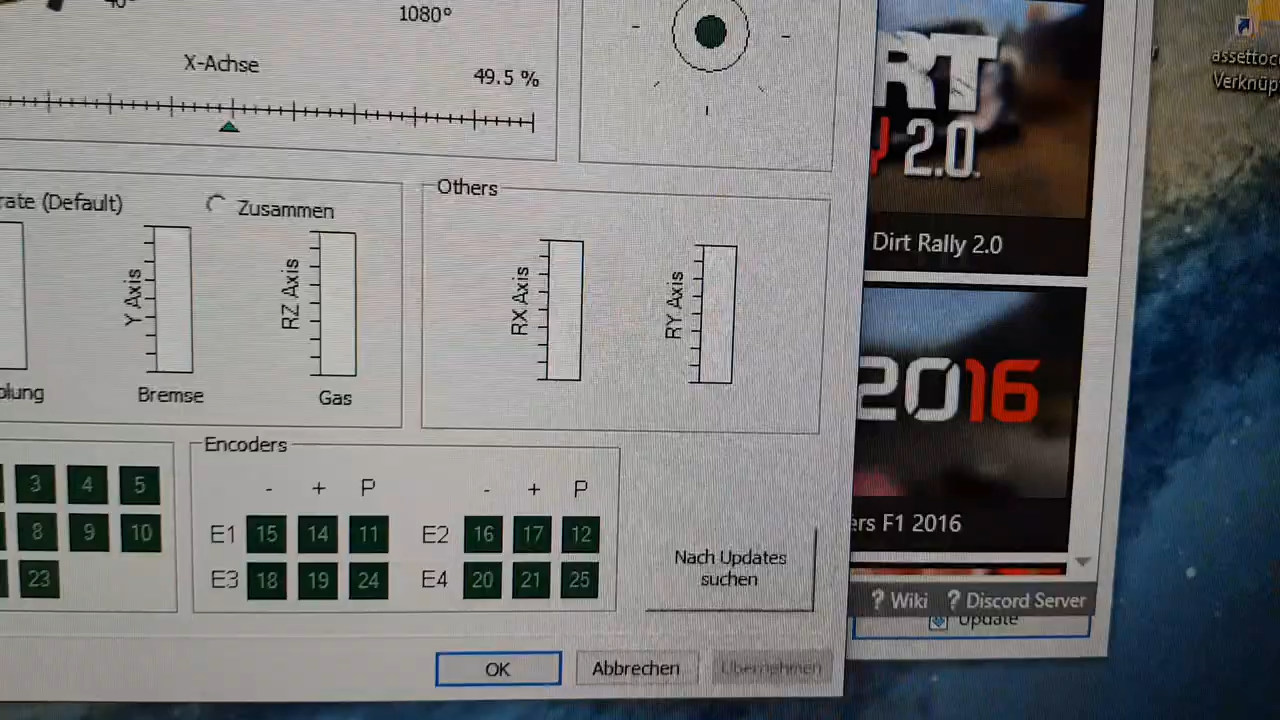 40°
1080°
X-Achse
49.5 %
rate (Default)
Zusammen
Others
Y Axis
RZ Axis
RX Axis
RY Axis
olung
Bremse
Gas
Encoders
- + P - + P
3 4 5
8 9 10
23
E1 15 14 11 E2 16 17 12
E3 18 19 24 E4 20 21 25
Nach Updates
suchen
OK
Abbrechen
Übernehmen
RT
2.0
Dirt Rally 2.0
2016
ers F1 2016
? Wiki ? Discord Server
Update
assettoc
Verknüp